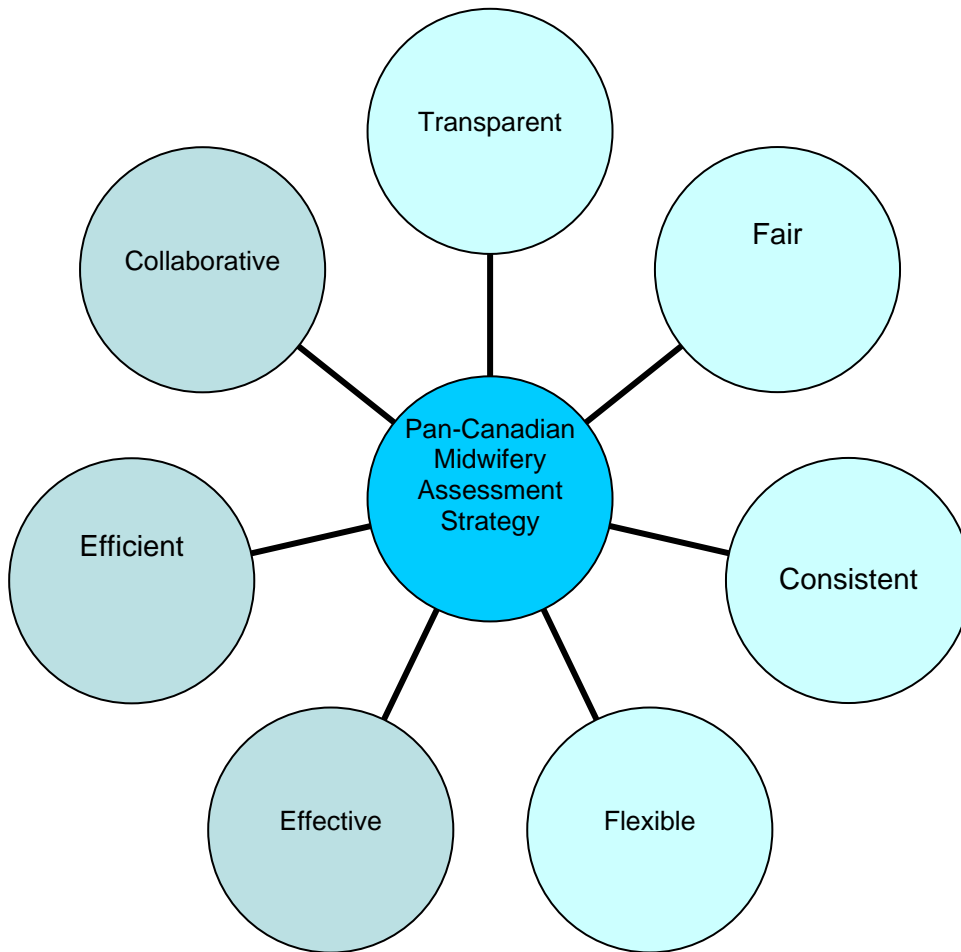 Transparent
Fair
Collaborative
Pan-Canadian
Midwifery
Assessment
Strategy
Efficient
Consistent
Effective
Flexible